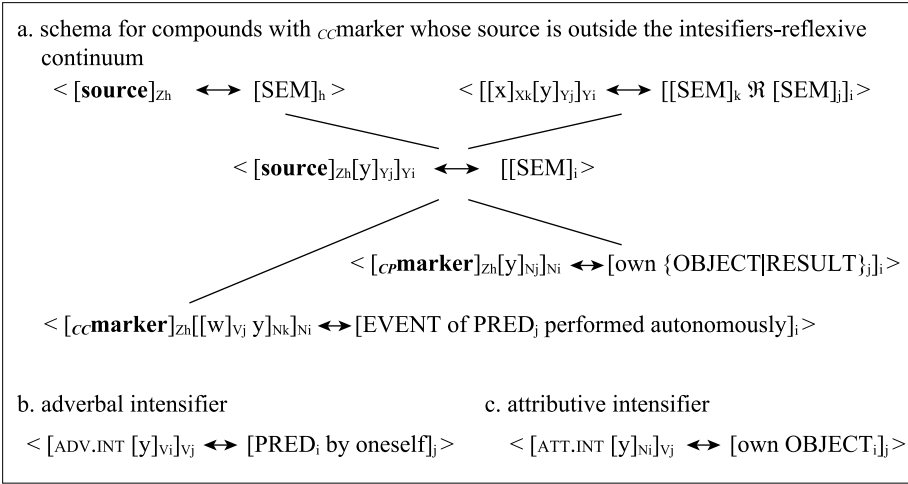 a. schema for compounds with CCmarker whose source is outside the intesifiers-reflexive
continuum
< [source]Zh ↔ [SEM]h > < [[x]Xk[y]Yj]Yi ↔ [[SEM]k ℜ [SEM]j]i >
< [source]Zh[y]Yj]Yi ↔ [[SEM]i >
< [CPmarker]Zh[y]Nj]Ni ↔ [own {OBJECT|RESULT}j]i >
< [CCmarker]Zh[[w]Vj y]Nk]Ni ↔ [EVENT of PREDj performed autonomously]i >
b. adverbal intensifier c. attributive intensifier
< [ADV.INT [y]Vi]Vj ↔ [PREDi by oneself]j > < [ATT.INT [y]Ni]Vj ↔ [own OBJECTi]j >